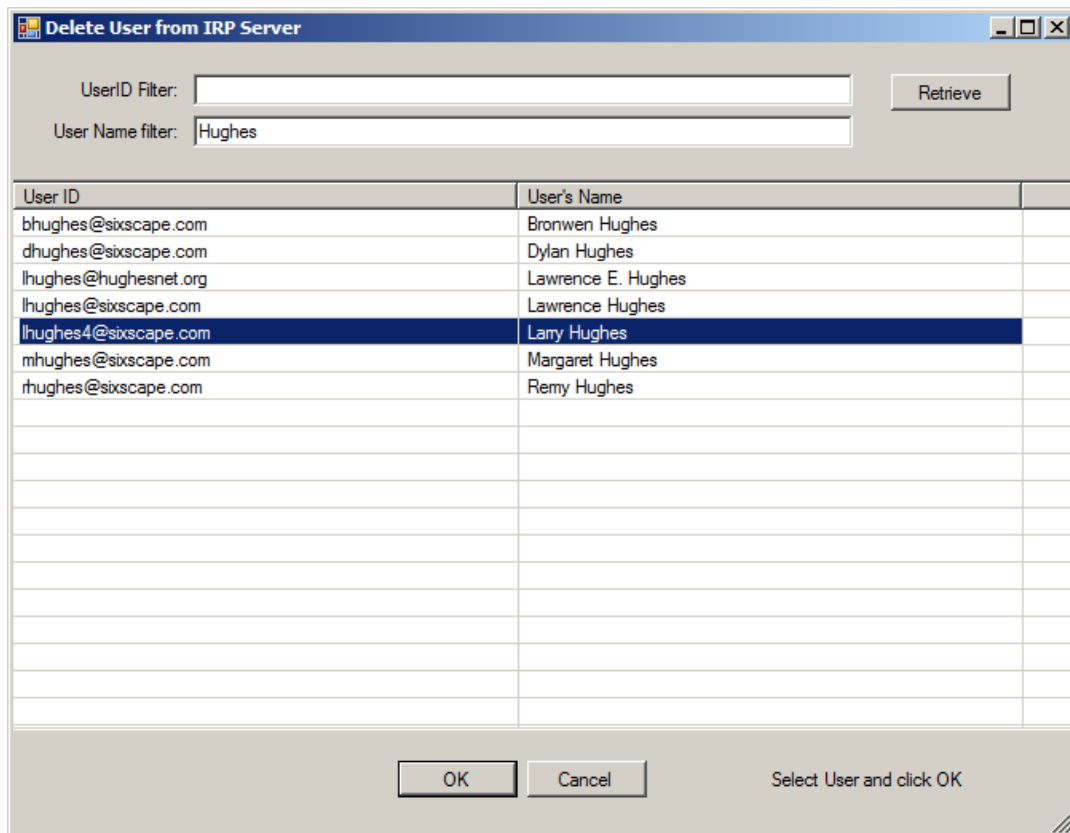 Delete User from IRP Server
UserID Filter:
Retrieve
User Name filter: Hughes
User ID User's Name
bhughes@sixscape.com Bronwen Hughes
dhughes@sixscape.com Dylan Hughes
lhughes@hughesnet.org Lawrence E. Hughes
lhughes@sixscape.com Lawrence Hughes
lhughes4@sixscape.com Larry Hughes
mhughes@sixscape.com Margaret Hughes
rhughes@sixscape.com Remy Hughes
OK Cancel Select User and click OK